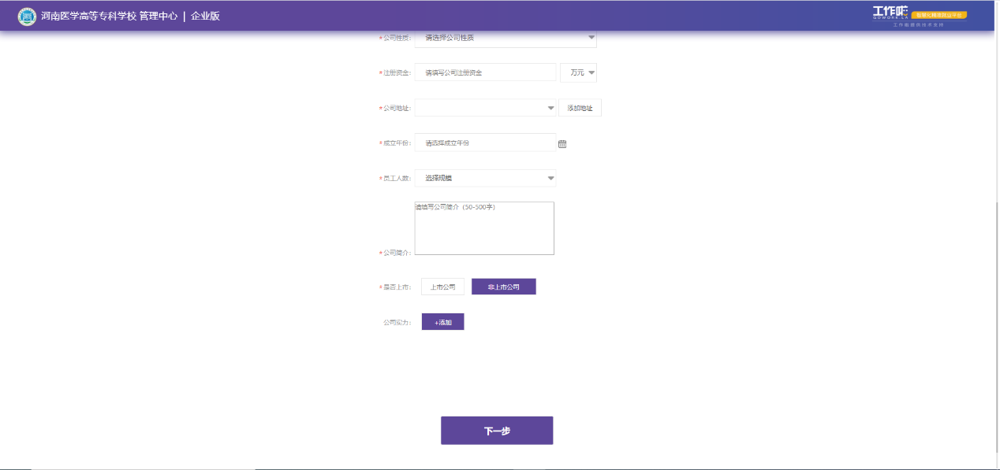 河南医学高等专科学校 管理中心 | 企业版
工作啦
GOWORK.LA
智慧化精准就业平台
工作啦提供技术支持
*公司性质: 请选择公司性质
*注册资金: 请填写公司注册资金 万元
*公司地址: 添加地址
*成立年份: 请选择成立年份
*员工人数: 选择规模
请填写公司简介（50-500字）
*公司简介:
*是否上市: 上市公司 非上市公司
公司实力: +添加
下一步